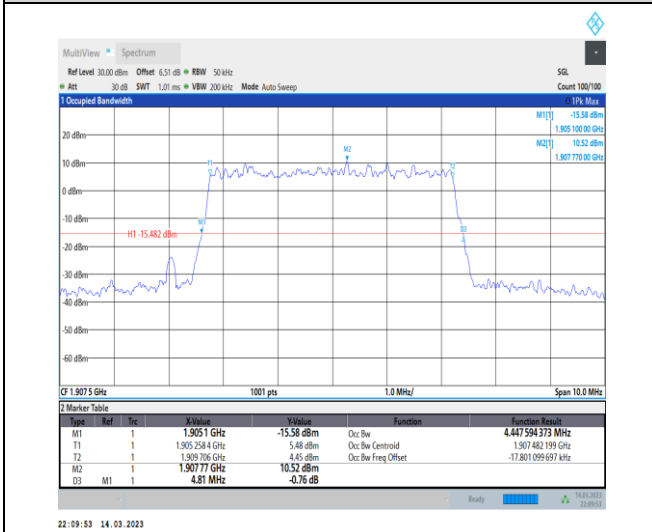 MultiView Spectrum
Ref Level 30.00 dBm Offset 6.51 dB RBW 50 kHz SGL
Att 30 dB SWT 1.01 ms VBW 200 kHz Mode Auto Sweep Count 100/100
1 Occupied Bandwidth 1Pk Max
M1[1] -15.58 dBm
1.905 100 00 GHz
M2[1] 10.52 dBm
1.907 770 00 GHz
20 dBm
M2
T1 T2
10 dBm
0 dBm
-10 dBm
M1
D3
H1 -15.482 dBm
-20 dBm
-30 dBm
-40 dBm
-50 dBm
-60 dBm
CF 1.907 5 GHz 1001 pts 1.0 MHz/ Span 10.0 MHz
2 Marker Table
Type Ref Trc X-Value Y-Value Function Function Result
M1 1 1.9051 GHz -15.58 dBm Occ Bw 4.447 594 373 MHz
T1 1 1.905 258 4 GHz 5.48 dBm Occ Bw Centroid 1.907 482 199 GHz
T2 1 1.909 706 GHz 4.45 dBm Occ Bw Freq Offset -17.801 099 697 kHz
M2 1 1.907 77 GHz 10.52 dBm
D3 M1 1 4.81 MHz -0.76 dB
Ready 14.03.2023
22:09:53
22:09:53 14.03.2023